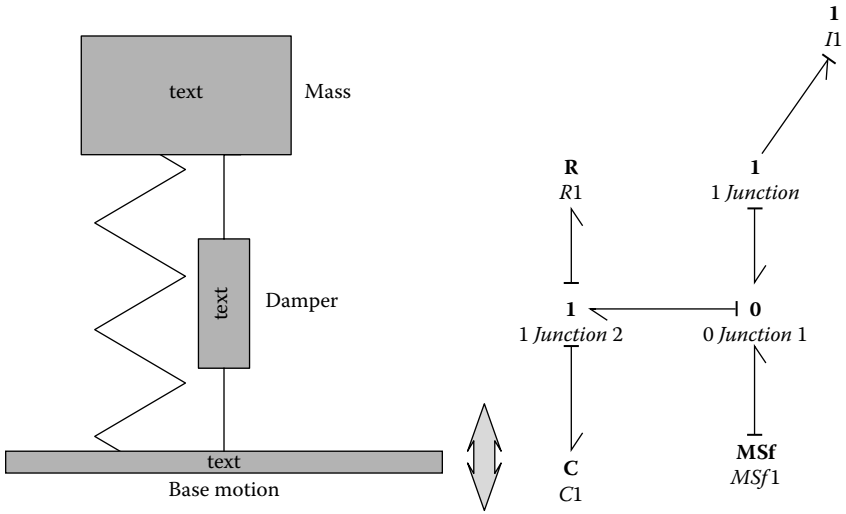 text
Mass
text
Damper
text
Base motion
1
I1
R
R1
1
1 Junction
1
1 Junction 2
0
0 Junction 1
C
C1
MSf
MSf1